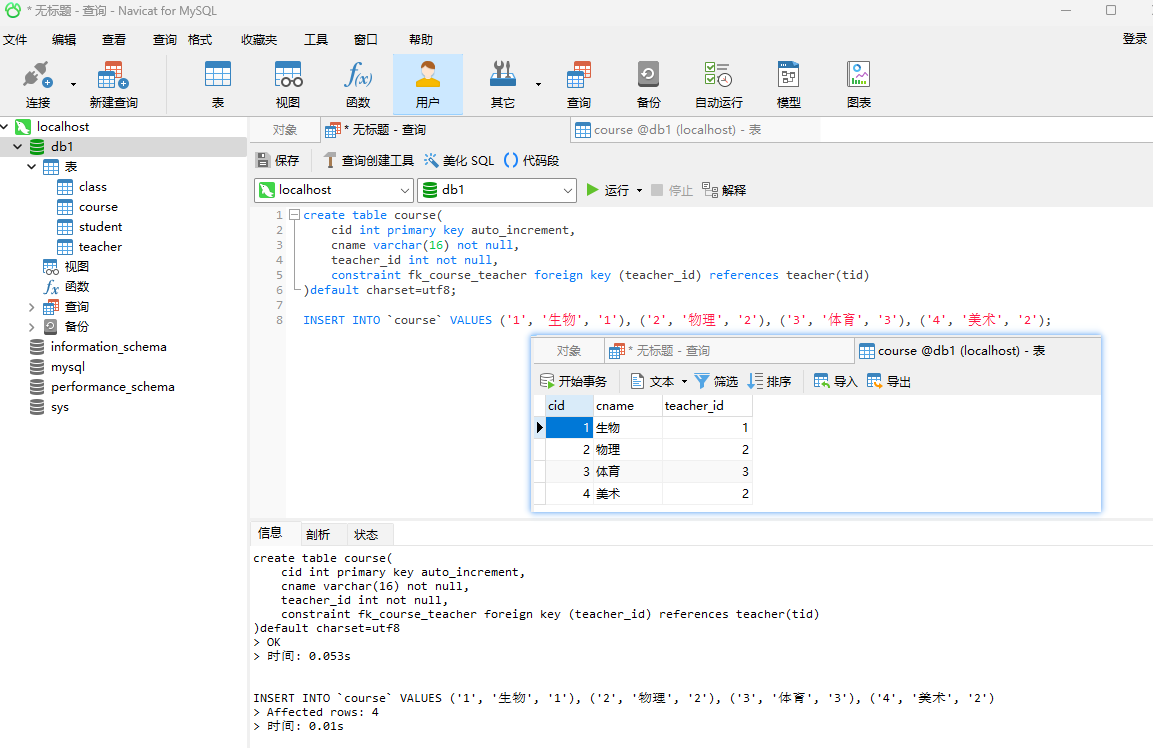 * 无标题 - 查询 - Navicat for MySQL
文件 编辑 查看 查询 格式 收藏夹 工具 窗口 帮助 登录
连接 新建查询 表 视图 函数 用户 其它 查询 备份 自动运行 模型 图表
localhost
db1
表
class
course
student
teacher
视图
函数
查询
备份
information_schema
mysql
performance_schema
sys
对象 * 无标题 - 查询 course @db1 (localhost) - 表
保存 查询创建工具 美化 SQL 代码段
localhost db1 运行 停止 解释
1 create table course(
2 cid int primary key auto_increment,
3 cname varchar(16) not null,
4 teacher_id int not null,
5 constraint fk_course_teacher foreign key (teacher_id) references teacher(tid)
6 )default charset=utf8;
7
8 INSERT INTO `course` VALUES ('1', '生物', '1'), ('2', '物理', '2'), ('3', '体育', '3'), ('4', '美术', '2');
对象 * 无标题 - 查询 course @db1 (localhost) - 表
开始事务 文本 筛选 排序 导入 导出
cid cname teacher_id
1 生物 1
2 物理 2
3 体育 3
4 美术 2
信息 剖析 状态
create table course(
cid int primary key auto_increment,
cname varchar(16) not null,
teacher_id int not null,
constraint fk_course_teacher foreign key (teacher_id) references teacher(tid)
)default charset=utf8
> OK
> 时间: 0.053s
INSERT INTO `course` VALUES ('1', '生物', '1'), ('2', '物理', '2'), ('3', '体育', '3'), ('4', '美术', '2')
> Affected rows: 4
> 时间: 0.01s